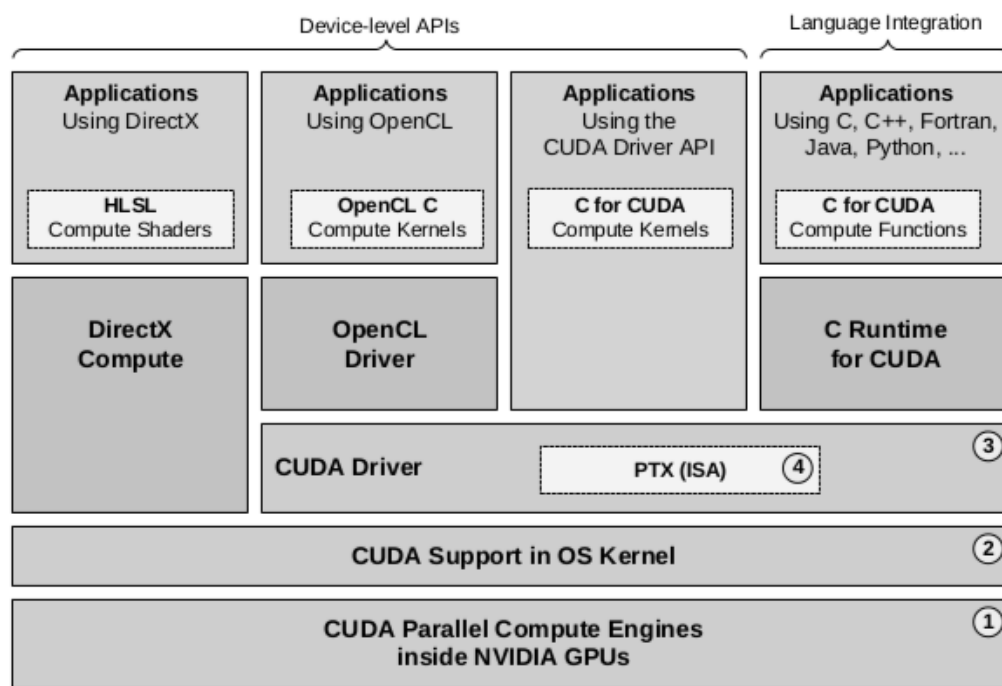 Device-level APIs
Language Integration
Applications
Using DirectX
HLSL
Compute Shaders
Applications
Using OpenCL
OpenCL C
Compute Kernels
Applications
Using the
CUDA Driver API
C for CUDA
Compute Kernels
Applications
Using C, C++, Fortran,
Java, Python, ...
C for CUDA
Compute Functions
DirectX
Compute
OpenCL
Driver
C Runtime
for CUDA
CUDA Driver
PTX (ISA)
4
3
CUDA Support in OS Kernel
2
CUDA Parallel Compute Engines
inside NVIDIA GPUs
1